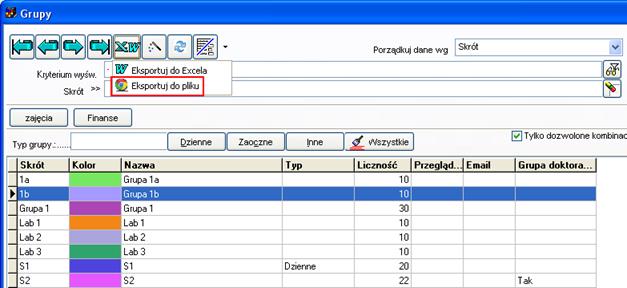 Grupy
Porządkuj dane wg Skrót
Kryterium wyśw.
Eksportuj do Excela
Skrót >> Eksportuj do pliku
zajęcia Finanse
Typ grupy:...... Dzienne Zaoczne Inne Wszystkie Tylko dozwolone kombinac
Skrót Kolor Nazwa Typ Liczność Przegląd... Email Grupa doktora...
1a Grupa 1a 10
1b Grupa 1b 10
Grupa 1 Grupa 1 30
Lab 1 Lab 1 10
Lab 2 Lab 2 10
Lab 3 Lab 3 10
S1 S1 Dzienne 20
S2 S2 22 Tak